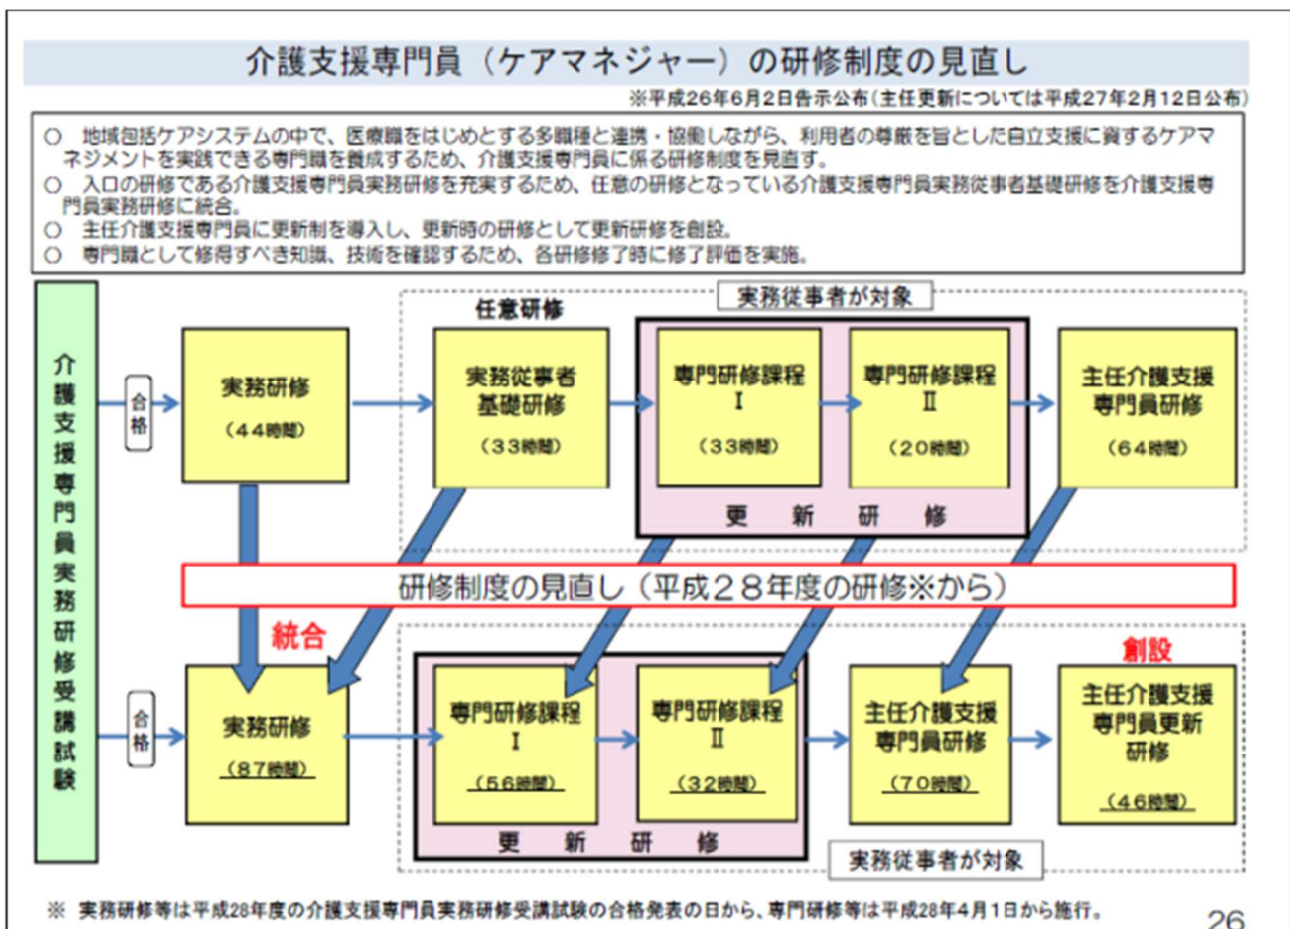 介護支援専門員（ケアマネジャー）の研修制度の見直し
※平成26年6月2日告示公布（主任更新については平成27年2月12日公布）
○　地域包括ケアシステムの中で、医療職をはじめとする多職種と連携・協働しながら、利用者の尊厳を旨とした自立支援に資するケアマ
ネジメントを実践できる専門職を養成するため、介護支援専門員に係る研修制度を見直す。
○　入口の研修である介護支援専門員実務研修を充実するため、任意の研修となっている介護支援専門員実務従事者基礎研修を介護支援専
門員実務研修に統合。
○　主任介護支援専門員に更新制を導入し、更新時の研修として更新研修を創設。
○　専門職として修得すべき知識、技術を確認するため、各研修修了時に修了評価を実施。
介護支援専門員実務研修受講試験
実務従事者が対象
任意研修
合格
実務研修
（44時間）
実務従事者
基礎研修
（33時間）
専門研修課程
Ⅰ
（33時間）
専門研修課程
Ⅱ
（20時間）
主任介護支援
専門員研修
（64時間）
更　新　研　修
研修制度の見直し（平成２８年度の研修※から）
統合
創設
合格
実務研修
（87時間）
専門研修課程
Ⅰ
（56時間）
専門研修課程
Ⅱ
（32時間）
主任介護支援
専門員研修
（70時間）
主任介護支援
専門員更新
研修
（46時間）
更　新　研　修
実務従事者が対象
※　実務研修等は平成28年度の介護支援専門員実務研修受講試験の合格発表の日から、専門研修等は平成28年4月1日から施行。
26